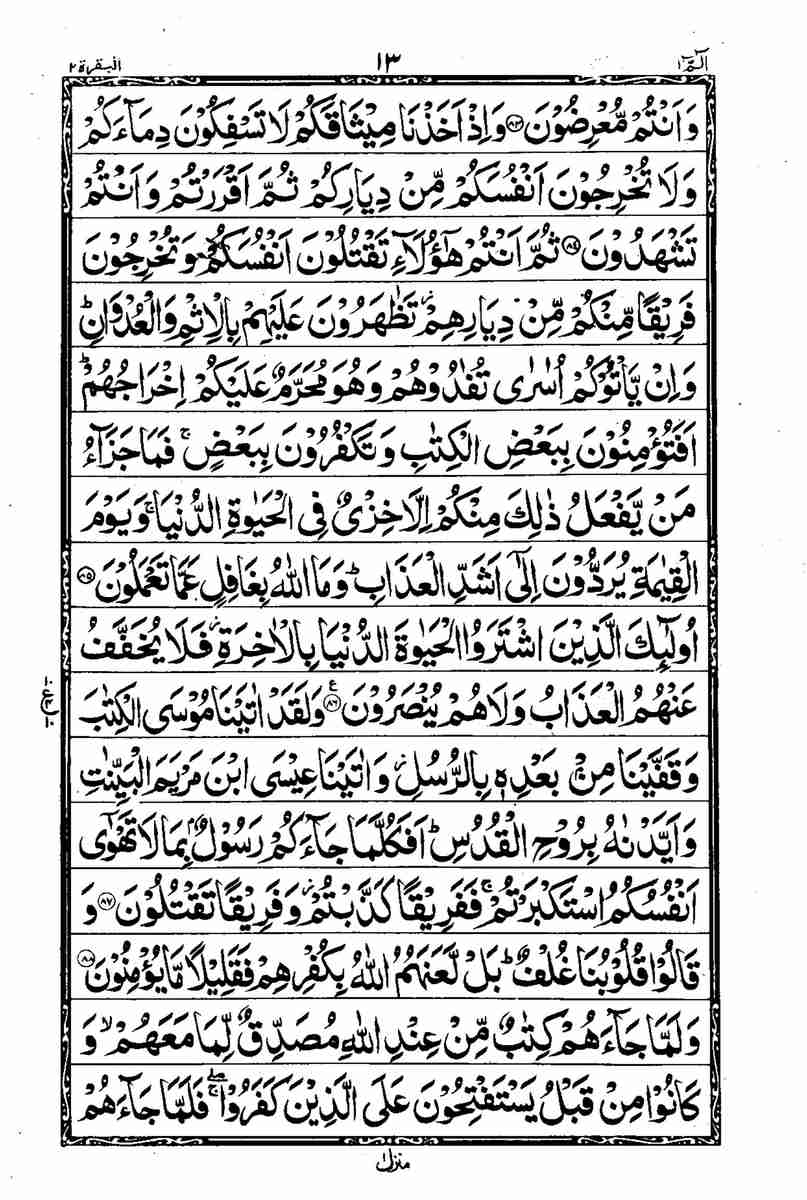 الٓمّٓ ١ ١٣ البقرة ٢
وَاَنْتُمْ مُّعْرِضُوْنَ ﴿٨٣﴾ وَاِذْ اَخَذْنَا مِيْثَاقَكُمْ لَا تَسْفِكُوْنَ دِمَآءَكُمْ
وَلَا تُخْرِجُوْنَ اَنْفُسَكُمْ مِّنْ دِيَارِكُمْ ثُمَّ اَقْرَرْتُمْ وَاَنْتُمْ
تَشْهَدُوْنَ ﴿٨٤﴾ ثُمَّ اَنْتُمْ هٰٓؤُلَآءِ تَقْتُلُوْنَ اَنْفُسَكُمْ وَتُخْرِجُوْنَ
فَرِيْقًا مِّنْكُمْ مِّنْ دِيَارِهِمْ ز تَظٰهَرُوْنَ عَلَيْهِمْ بِالْاِثْمِ وَالْعُدْوَانِ ؕ
وَاِنْ يَّاْتُوْكُمْ اُسٰرٰى تُفٰدُوْهُمْ وَهُوَ مُحَرَّمٌ عَلَيْكُمْ اِخْرَاجُهُمْ ؕ
اَفَتُؤْمِنُوْنَ بِبَعْضِ الْكِتٰبِ وَتَكْفُرُوْنَ بِبَعْضٍ ۚ فَمَا جَزَآءُ
مَنْ يَّفْعَلُ ذٰلِكَ مِنْكُمْ اِلَّا خِزْىٌ فِى الْحَيٰوةِ الدُّنْيَا ۚ وَيَوْمَ
الْقِيٰمَةِ يُرَدُّوْنَ اِلٰٓى اَشَدِّ الْعَذَابِ ؕ وَمَا اللّٰهُ بِغَافِلٍ عَمَّا تَعْمَلُوْنَ ﴿٨٥﴾
اُولٰٓئِكَ الَّذِيْنَ اشْتَرَوُا الْحَيٰوةَ الدُّنْيَا بِالْاٰخِرَةِ ز فَلَا يُخَفَّفُ
عَنْهُمُ الْعَذَابُ وَلَا هُمْ يُنْصَرُوْنَ ﴿٨٦﴾ ع وَلَقَدْ اٰتَيْنَا مُوْسَى الْكِتٰبَ
وَقَفَّيْنَا مِنْۢ بَعْدِهٖ بِالرُّسُلِ ز وَاٰتَيْنَا عِيْسَى ابْنَ مَرْيَمَ الْبَيِّنٰتِ
وَاَيَّدْنٰهُ بِرُوْحِ الْقُدُسِ ؕ اَفَكُلَّمَا جَآءَكُمْ رَسُوْلٌۢ بِمَا لَا تَهْوٰٓى
اَنْفُسُكُمُ اسْتَكْبَرْتُمْ ۚ فَفَرِيْقًا كَذَّبْتُمْ ز وَفَرِيْقًا تَقْتُلُوْنَ ﴿٨٧﴾ وَ
قَالُوْا قُلُوْبُنَا غُلْفٌ ؕ بَلْ لَّعَنَهُمُ اللّٰهُ بِكُفْرِهِمْ فَقَلِيْلًا مَّا يُؤْمِنُوْنَ ﴿٨٨﴾
وَلَمَّا جَآءَهُمْ كِتٰبٌ مِّنْ عِنْدِ اللّٰهِ مُصَدِّقٌ لِّمَا مَعَهُمْ ۙ وَ
كَانُوْا مِنْ قَبْلُ يَسْتَفْتِحُوْنَ عَلَى الَّذِيْنَ كَفَرُوْا ۖۚ فَلَمَّا جَآءَهُمْ
منزل ١